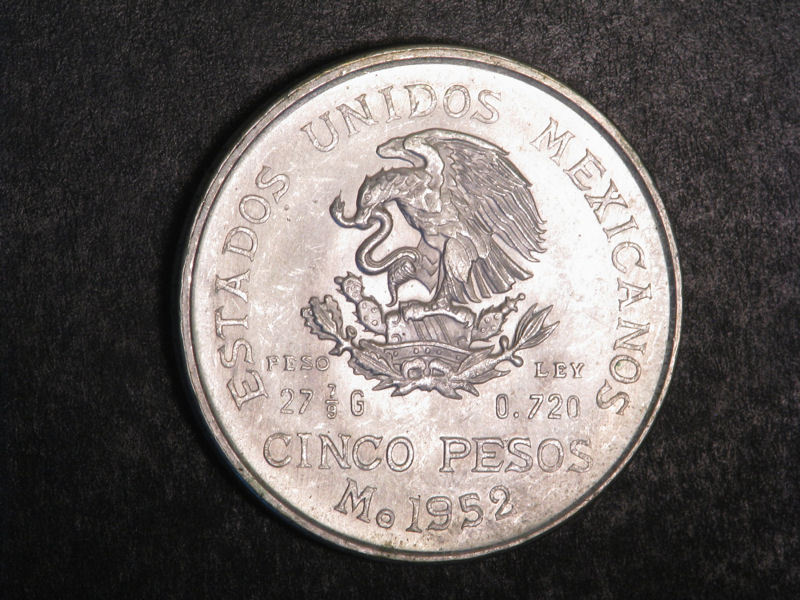 ESTADOS UNIDOS MEXICANOS
PESO LEY
27 7/9 G 0.720
CINCO PESOS
Mo 1952